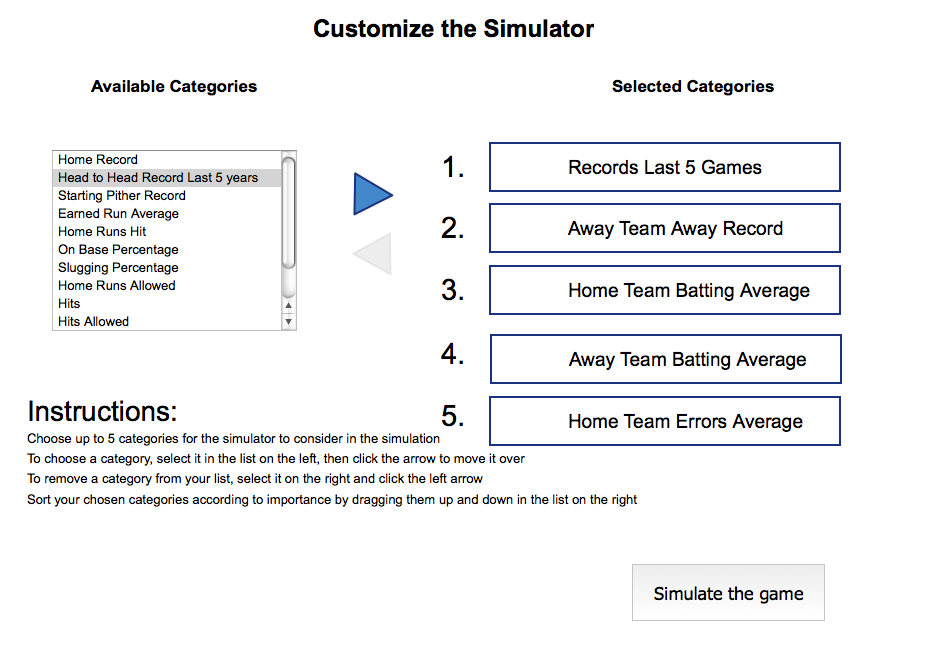 Customize the Simulator
Available Categories
Selected Categories
Home Record
Head to Head Record Last 5 years
Starting Pither Record
Earned Run Average
Home Runs Hit
On Base Percentage
Slugging Percentage
Home Runs Allowed
Hits
Hits Allowed
1. Records Last 5 Games
2. Away Team Away Record
3. Home Team Batting Average
4. Away Team Batting Average
5. Home Team Errors Average
Instructions:
Choose up to 5 categories for the simulator to consider in the simulation
To choose a category, select it in the list on the left, then click the arrow to move it over
To remove a category from your list, select it on the right and click the left arrow
Sort your chosen categories according to importance by dragging them up and down in the list on the right
Simulate the game